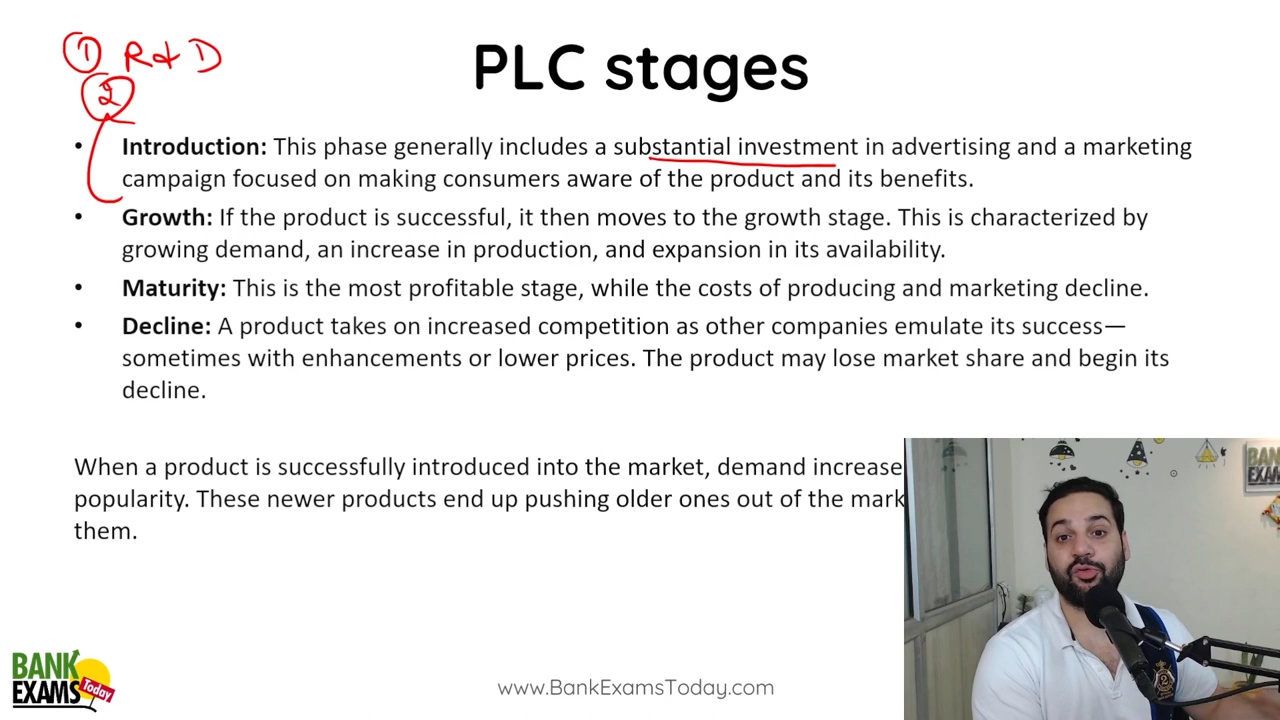 ① R & D
PLC stages
②
• Introduction: This phase generally includes a substantial investment in advertising and a marketing
campaign focused on making consumers aware of the product and its benefits.
• Growth: If the product is successful, it then moves to the growth stage. This is characterized by
growing demand, an increase in production, and expansion in its availability.
• Maturity: This is the most profitable stage, while the costs of producing and marketing decline.
• Decline: A product takes on increased competition as other companies emulate its success—
sometimes with enhancements or lower prices. The product may lose market share and begin its
decline.
When a product is successfully introduced into the market, demand increase
popularity. These newer products end up pushing older ones out of the mark
them.
BANK
EXAMS
Today
www.BankExamsToday.com
BANK